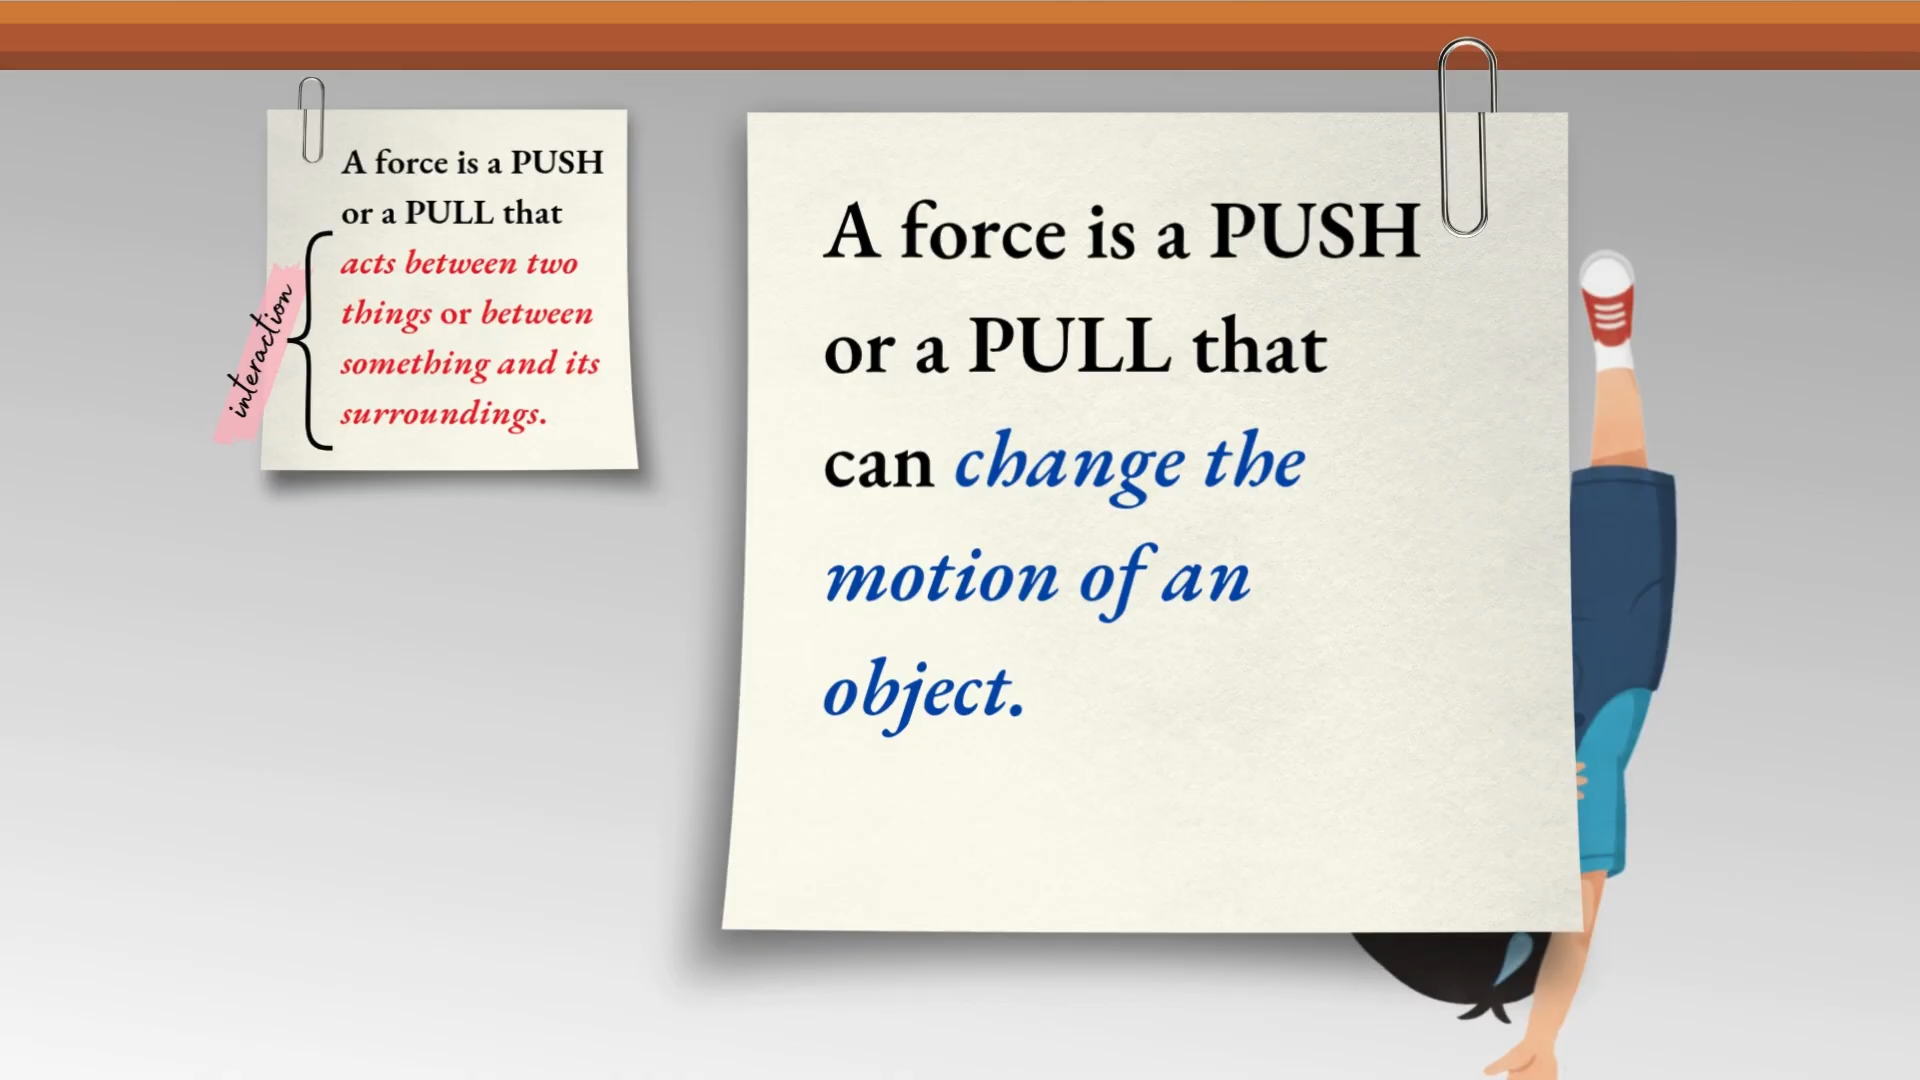 A force is a PUSH
or a PULL that
acts between two
things or between
something and its
surroundings.
interaction
A force is a PUSH
or a PULL that
can change the
motion of an
object.